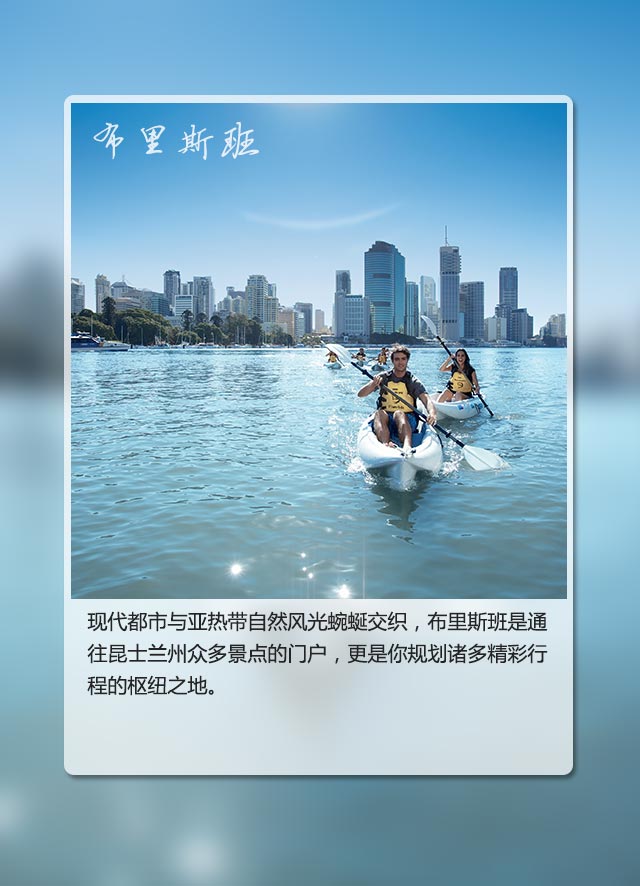 布里斯班
现代都市与亚热带自然风光蜿蜒交织，布里斯班是通
往昆士兰州众多景点的门户，更是你规划诸多精彩行
程的枢纽之地。